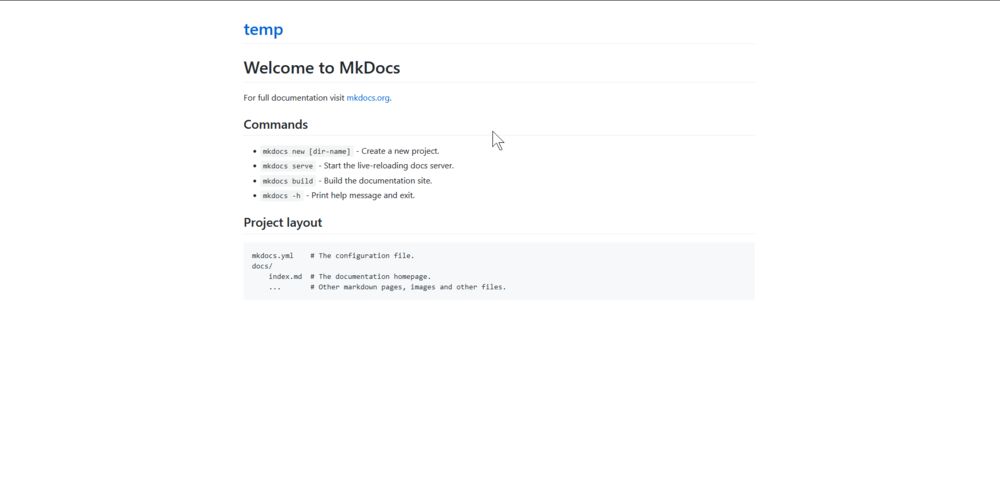 temp
Welcome to MkDocs
For full documentation visit mkdocs.org.
Commands
• mkdocs new [dir-name] - Create a new project.
• mkdocs serve - Start the live-reloading docs server.
• mkdocs build - Build the documentation site.
• mkdocs -h - Print help message and exit.
Project layout
mkdocs.yml    # The configuration file.
docs/
    index.md  # The documentation homepage.
    ...       # Other markdown pages, images and other files.